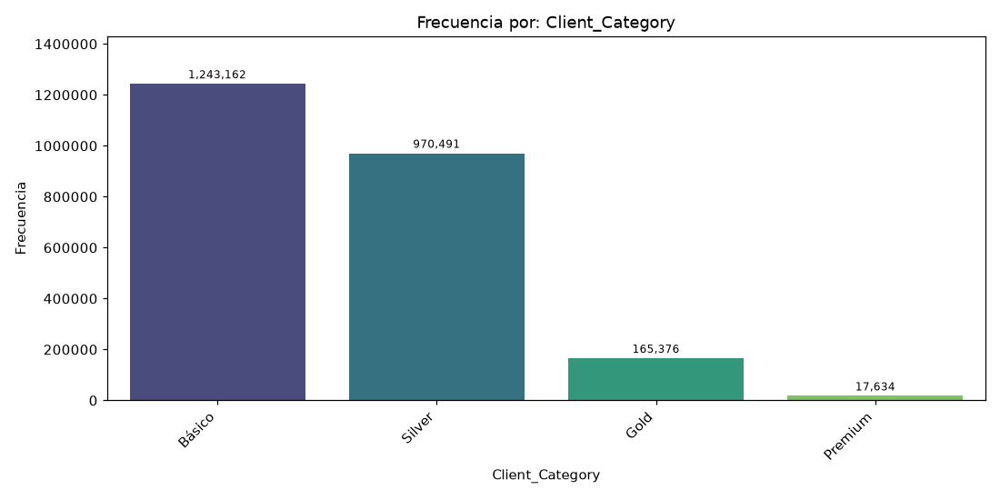 Frecuencia por: Client_Category
1400000
1200000
1000000
800000
600000
400000
200000
0
Frecuencia
1,243,162
970,491
165,376
17,634
Básico
Silver
Gold
Premium
Client_Category